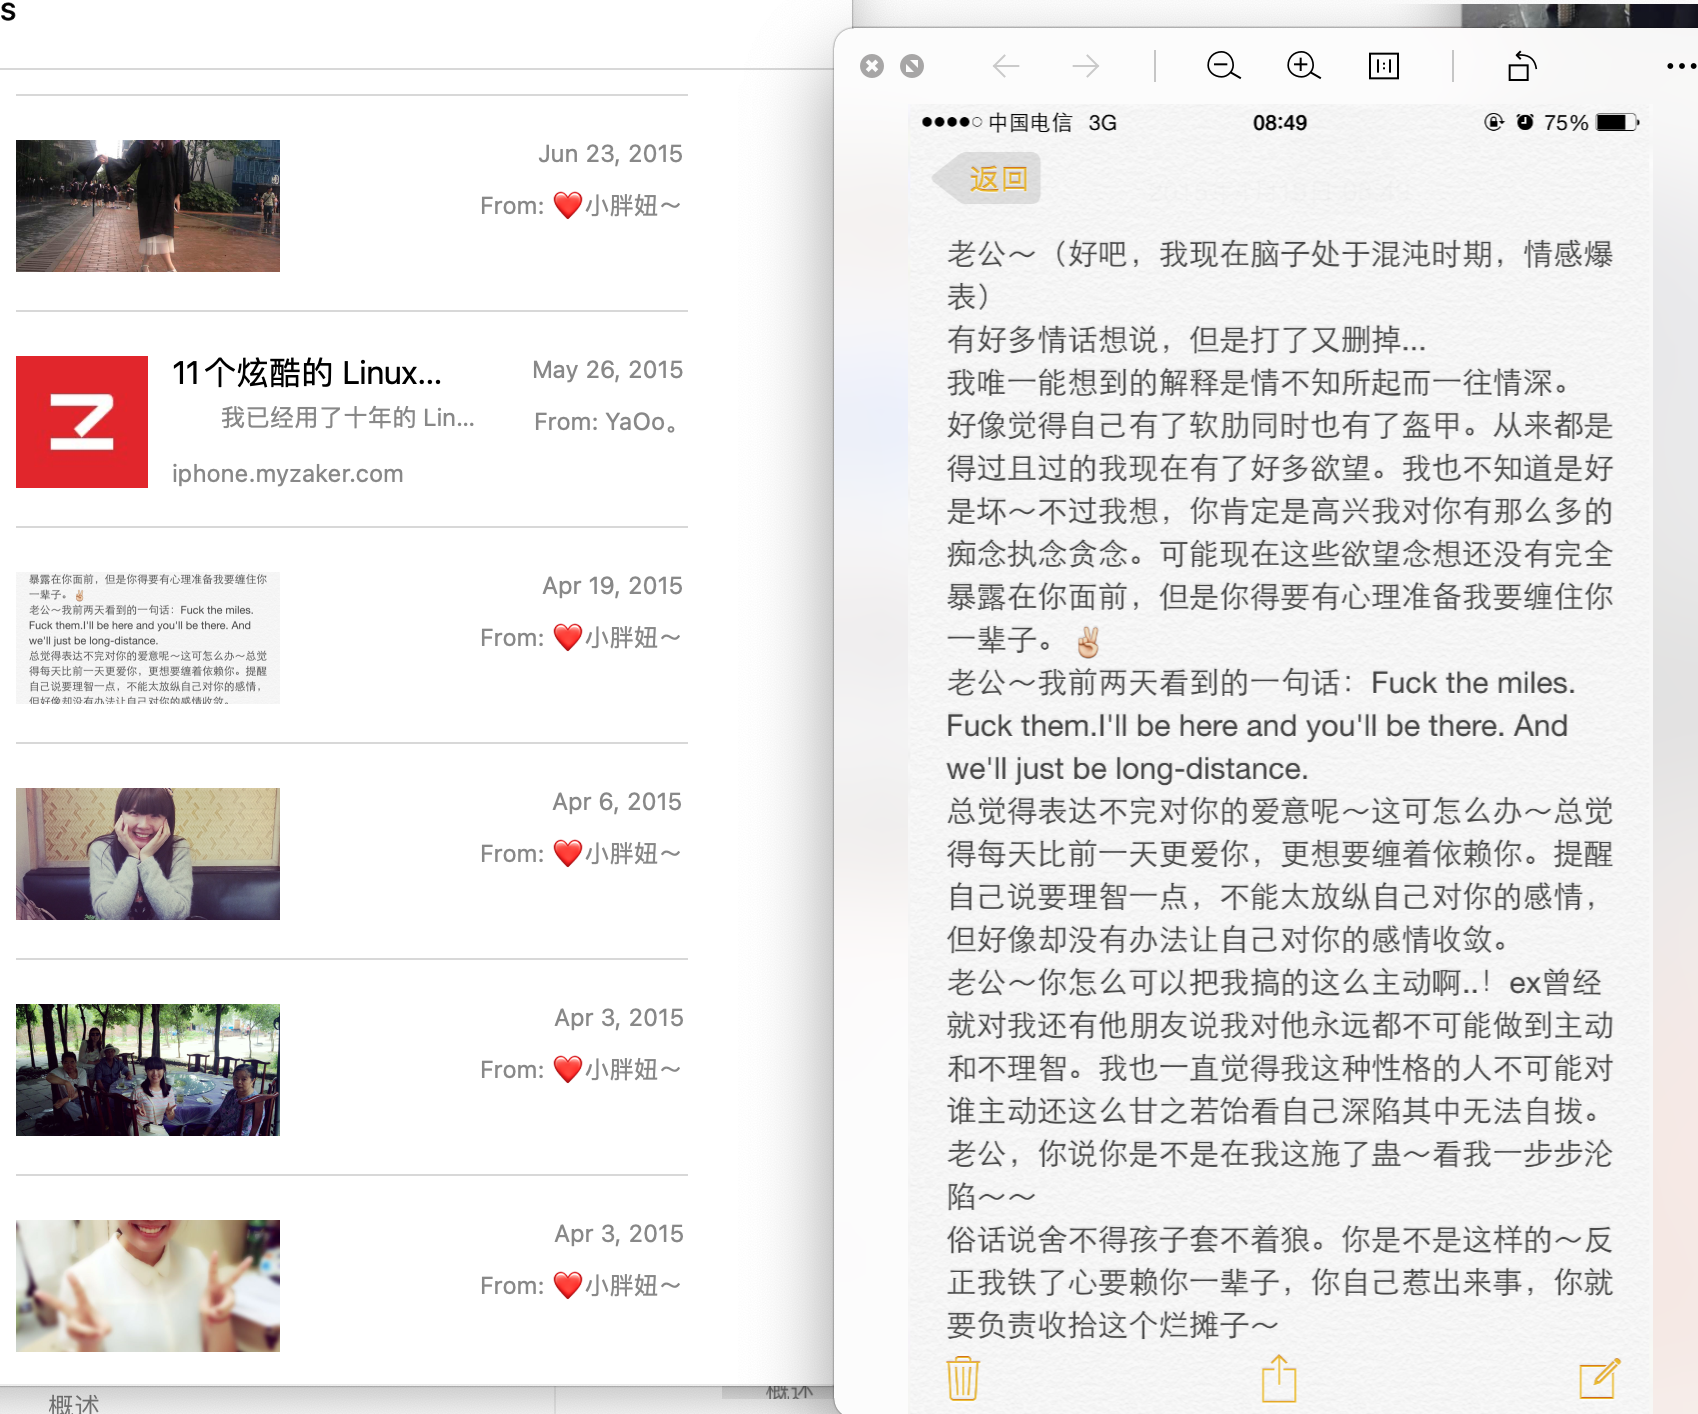 s
Jun 23, 2015
From: ❤️小胖妞～
11个炫酷的 Linux...
May 26, 2015
我已经用了十年的 Lin...
From: YaOo。
iphone.myzaker.com
暴露在你面前，但是你得要有心理准备我要缠住你
一辈子。✌🏼
老公～我前两天看到的一句话：Fuck the miles.
Fuck them.I'll be here and you'll be there. And
we'll just be long-distance.
总觉得表达不完对你的爱意呢～这可怎么办～总觉
得每天比前一天更爱你，更想要缠着依赖你。提醒
自己说要理智一点，不能太放纵自己对你的感情，
但好像却没有办法让自己对你的感情收敛。
Apr 19, 2015
From: ❤️小胖妞～
Apr 6, 2015
From: ❤️小胖妞～
Apr 3, 2015
From: ❤️小胖妞～
Apr 3, 2015
From: ❤️小胖妞～
概述
概述
中国电信 3G
08:49
75%
返回
老公～（好吧，我现在脑子处于混沌时期，情感爆
表）
有好多情话想说，但是打了又删掉...
我唯一能想到的解释是情不知所起而一往情深。
好像觉得自己有了软肋同时也有了盔甲。从来都是
得过且过的我现在有了好多欲望。我也不知道是好
是坏～不过我想，你肯定是高兴我对你有那么多的
痴念执念贪念。可能现在这些欲望念想还没有完全
暴露在你面前，但是你得要有心理准备我要缠住你
一辈子。✌🏼
老公～我前两天看到的一句话：Fuck the miles.
Fuck them.I'll be here and you'll be there. And
we'll just be long-distance.
总觉得表达不完对你的爱意呢～这可怎么办～总觉
得每天比前一天更爱你，更想要缠着依赖你。提醒
自己说要理智一点，不能太放纵自己对你的感情，
但好像却没有办法让自己对你的感情收敛。
老公～你怎么可以把我搞的这么主动啊..！ex曾经
就对我还有他朋友说我对他永远都不可能做到主动
和不理智。我也一直觉得我这种性格的人不可能对
谁主动还这么甘之若饴看自己深陷其中无法自拔。
老公，你说你是不是在我这施了蛊～看我一步步沦
陷～～
俗话说舍不得孩子套不着狼。你是不是这样的～反
正我铁了心要赖你一辈子，你自己惹出来事，你就
要负责收拾这个烂摊子～